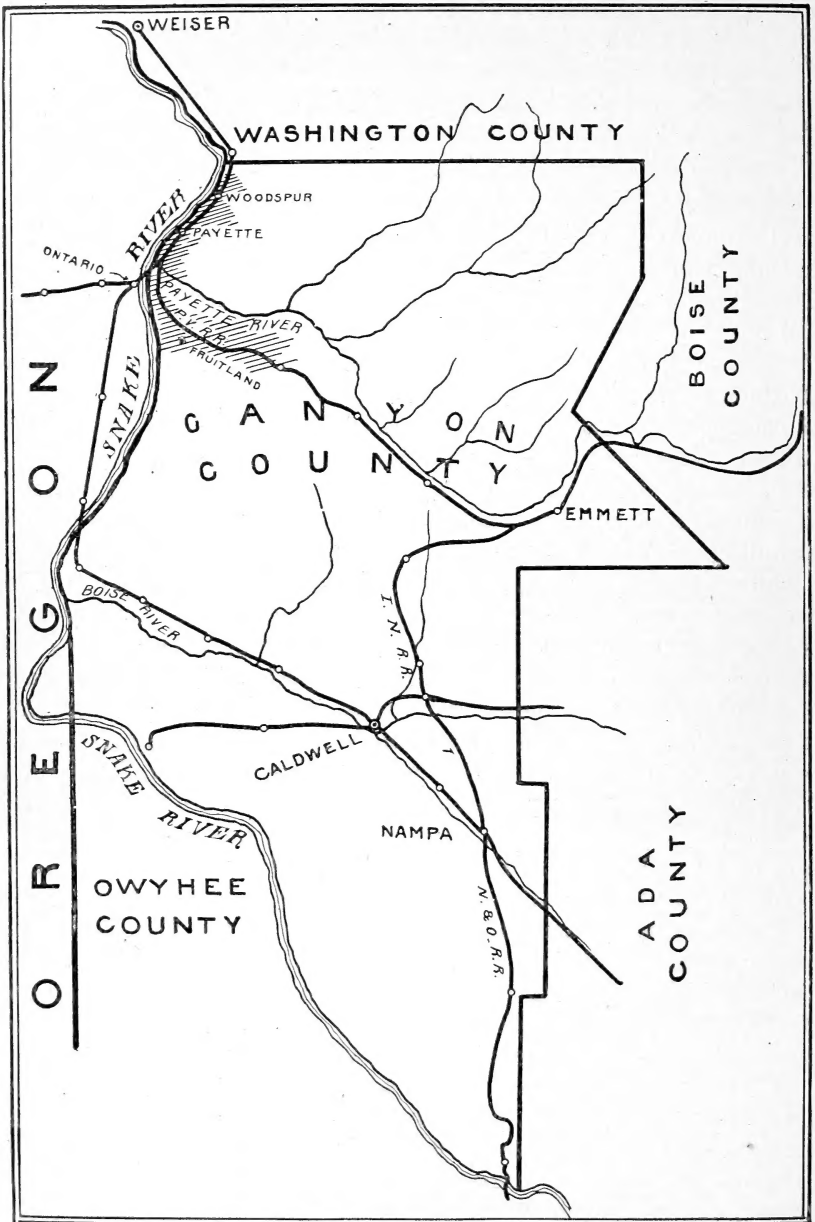 WEISER
WASHINGTON COUNTY
WOODSPUR
PAYETTE
RIVER
ONTARIO
SNAKE
PAYETTE RIVER
P.V.R.R.
FRUITLAND
BOISE
COUNTY
CANYON
COUNTY
EMMETT
OREGON
BOISE RIVER
I. N. R.R.
SNAKE RIVER
CALDWELL
NAMPA
OWYHEE
COUNTY
N. & O. R.R.
ADA
COUNTY